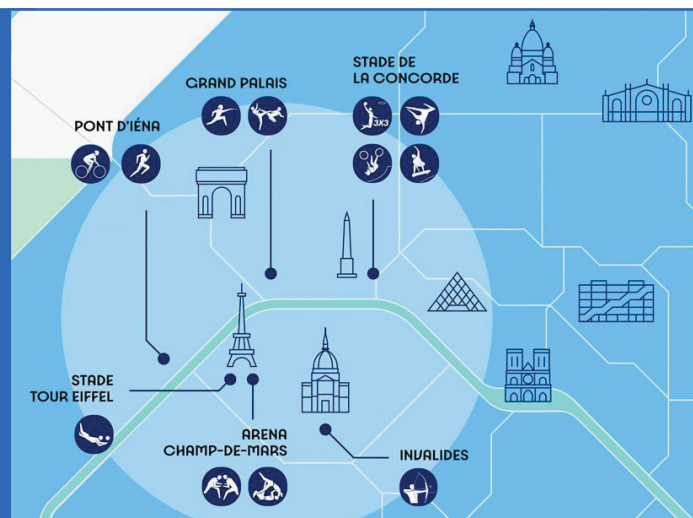 GRAND PALAIS
STADE DE
LA CONCORDE
3X3
PONT D'IÉNA
STADE
TOUR EIFFEL
ARENA
CHAMP-DE-MARS
INVALIDES